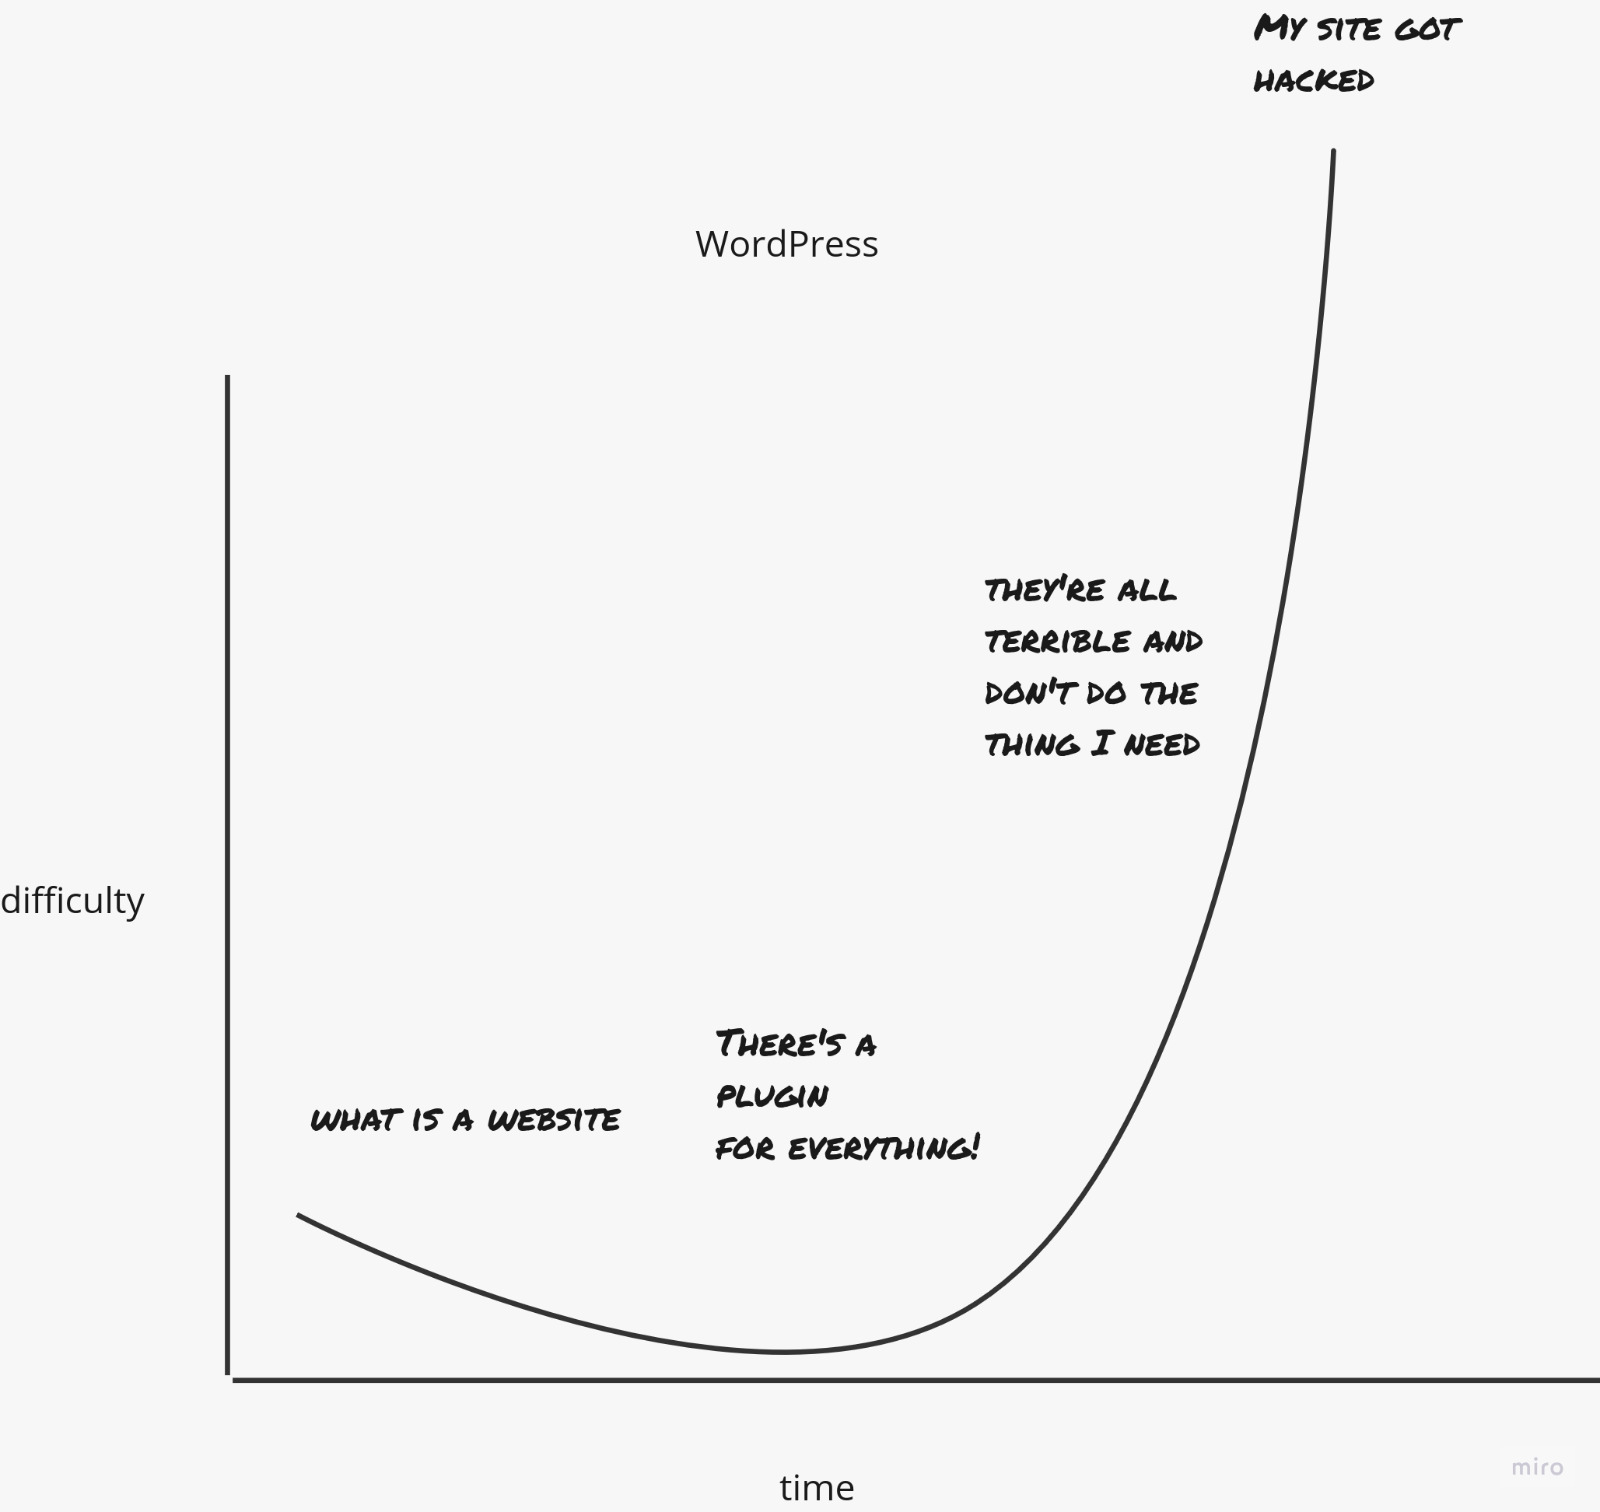 My site got
hacked
WordPress
they're all
terrible and
don't do the
thing I need
difficulty
There's a
plugin
for everything!
what is a website
miro
time